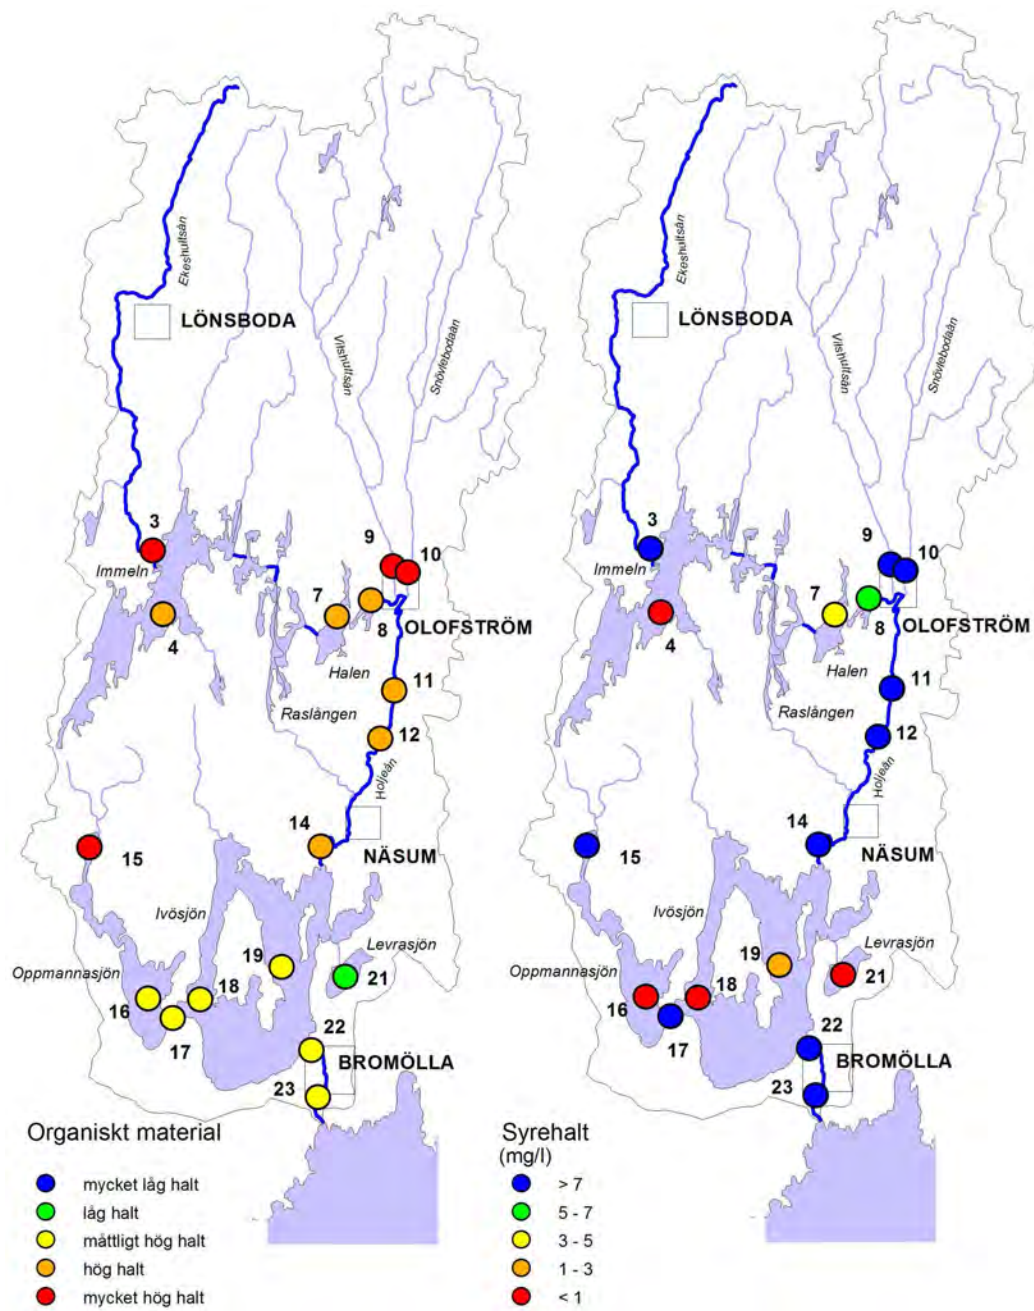 Ekeshultsån
LÖNSBODA
Vilshultsån
Snövlebodaån
3
9
10
Immeln
7
4
8
OLOFSTRÖM
Halen
11
Raslången
12
Holjeån
14
NÄSUM
15
Ivösjön
Levrasjön
19
Oppmannasjön
18
21
16
17
22
BROMÖLLA
23
Organiskt material
mycket låg halt
låg halt
måttligt hög halt
hög halt
mycket hög halt
Ekeshultsån
LÖNSBODA
Vilshultsån
Snövlebodaån
3
9
10
Immeln
7
4
8
OLOFSTRÖM
Halen
11
Raslången
12
Holjeån
14
NÄSUM
15
Ivösjön
Levrasjön
19
Oppmannasjön
18
21
16
17
22
BROMÖLLA
23
Syrehalt
(mg/l)
> 7
5 - 7
3 - 5
1 - 3
< 1